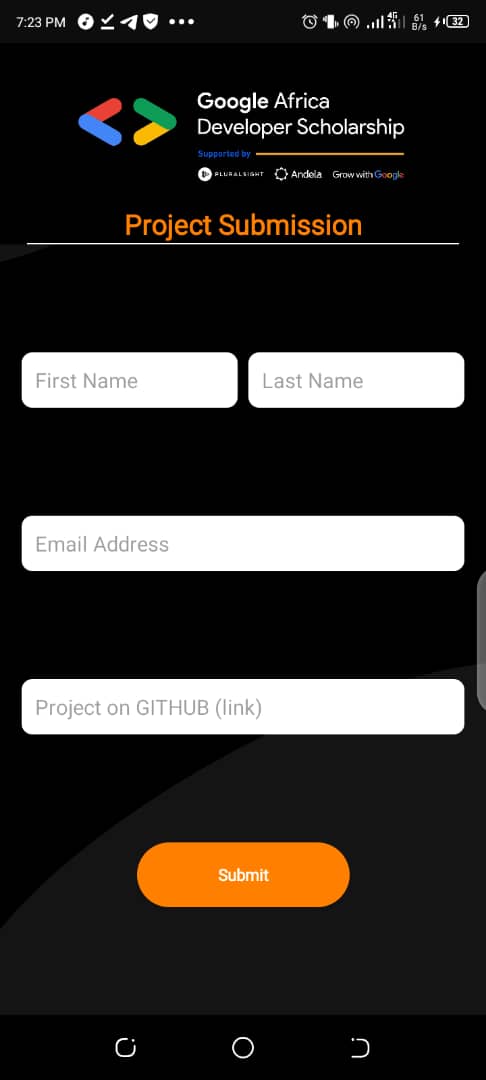 7:23 PM 4G 61 B/s 32
Google Africa
Developer Scholarship
Supported by
PLURALSIGHT Andela Grow with Google
Project Submission
First Name Last Name
Email Address
Project on GITHUB (link)
Submit